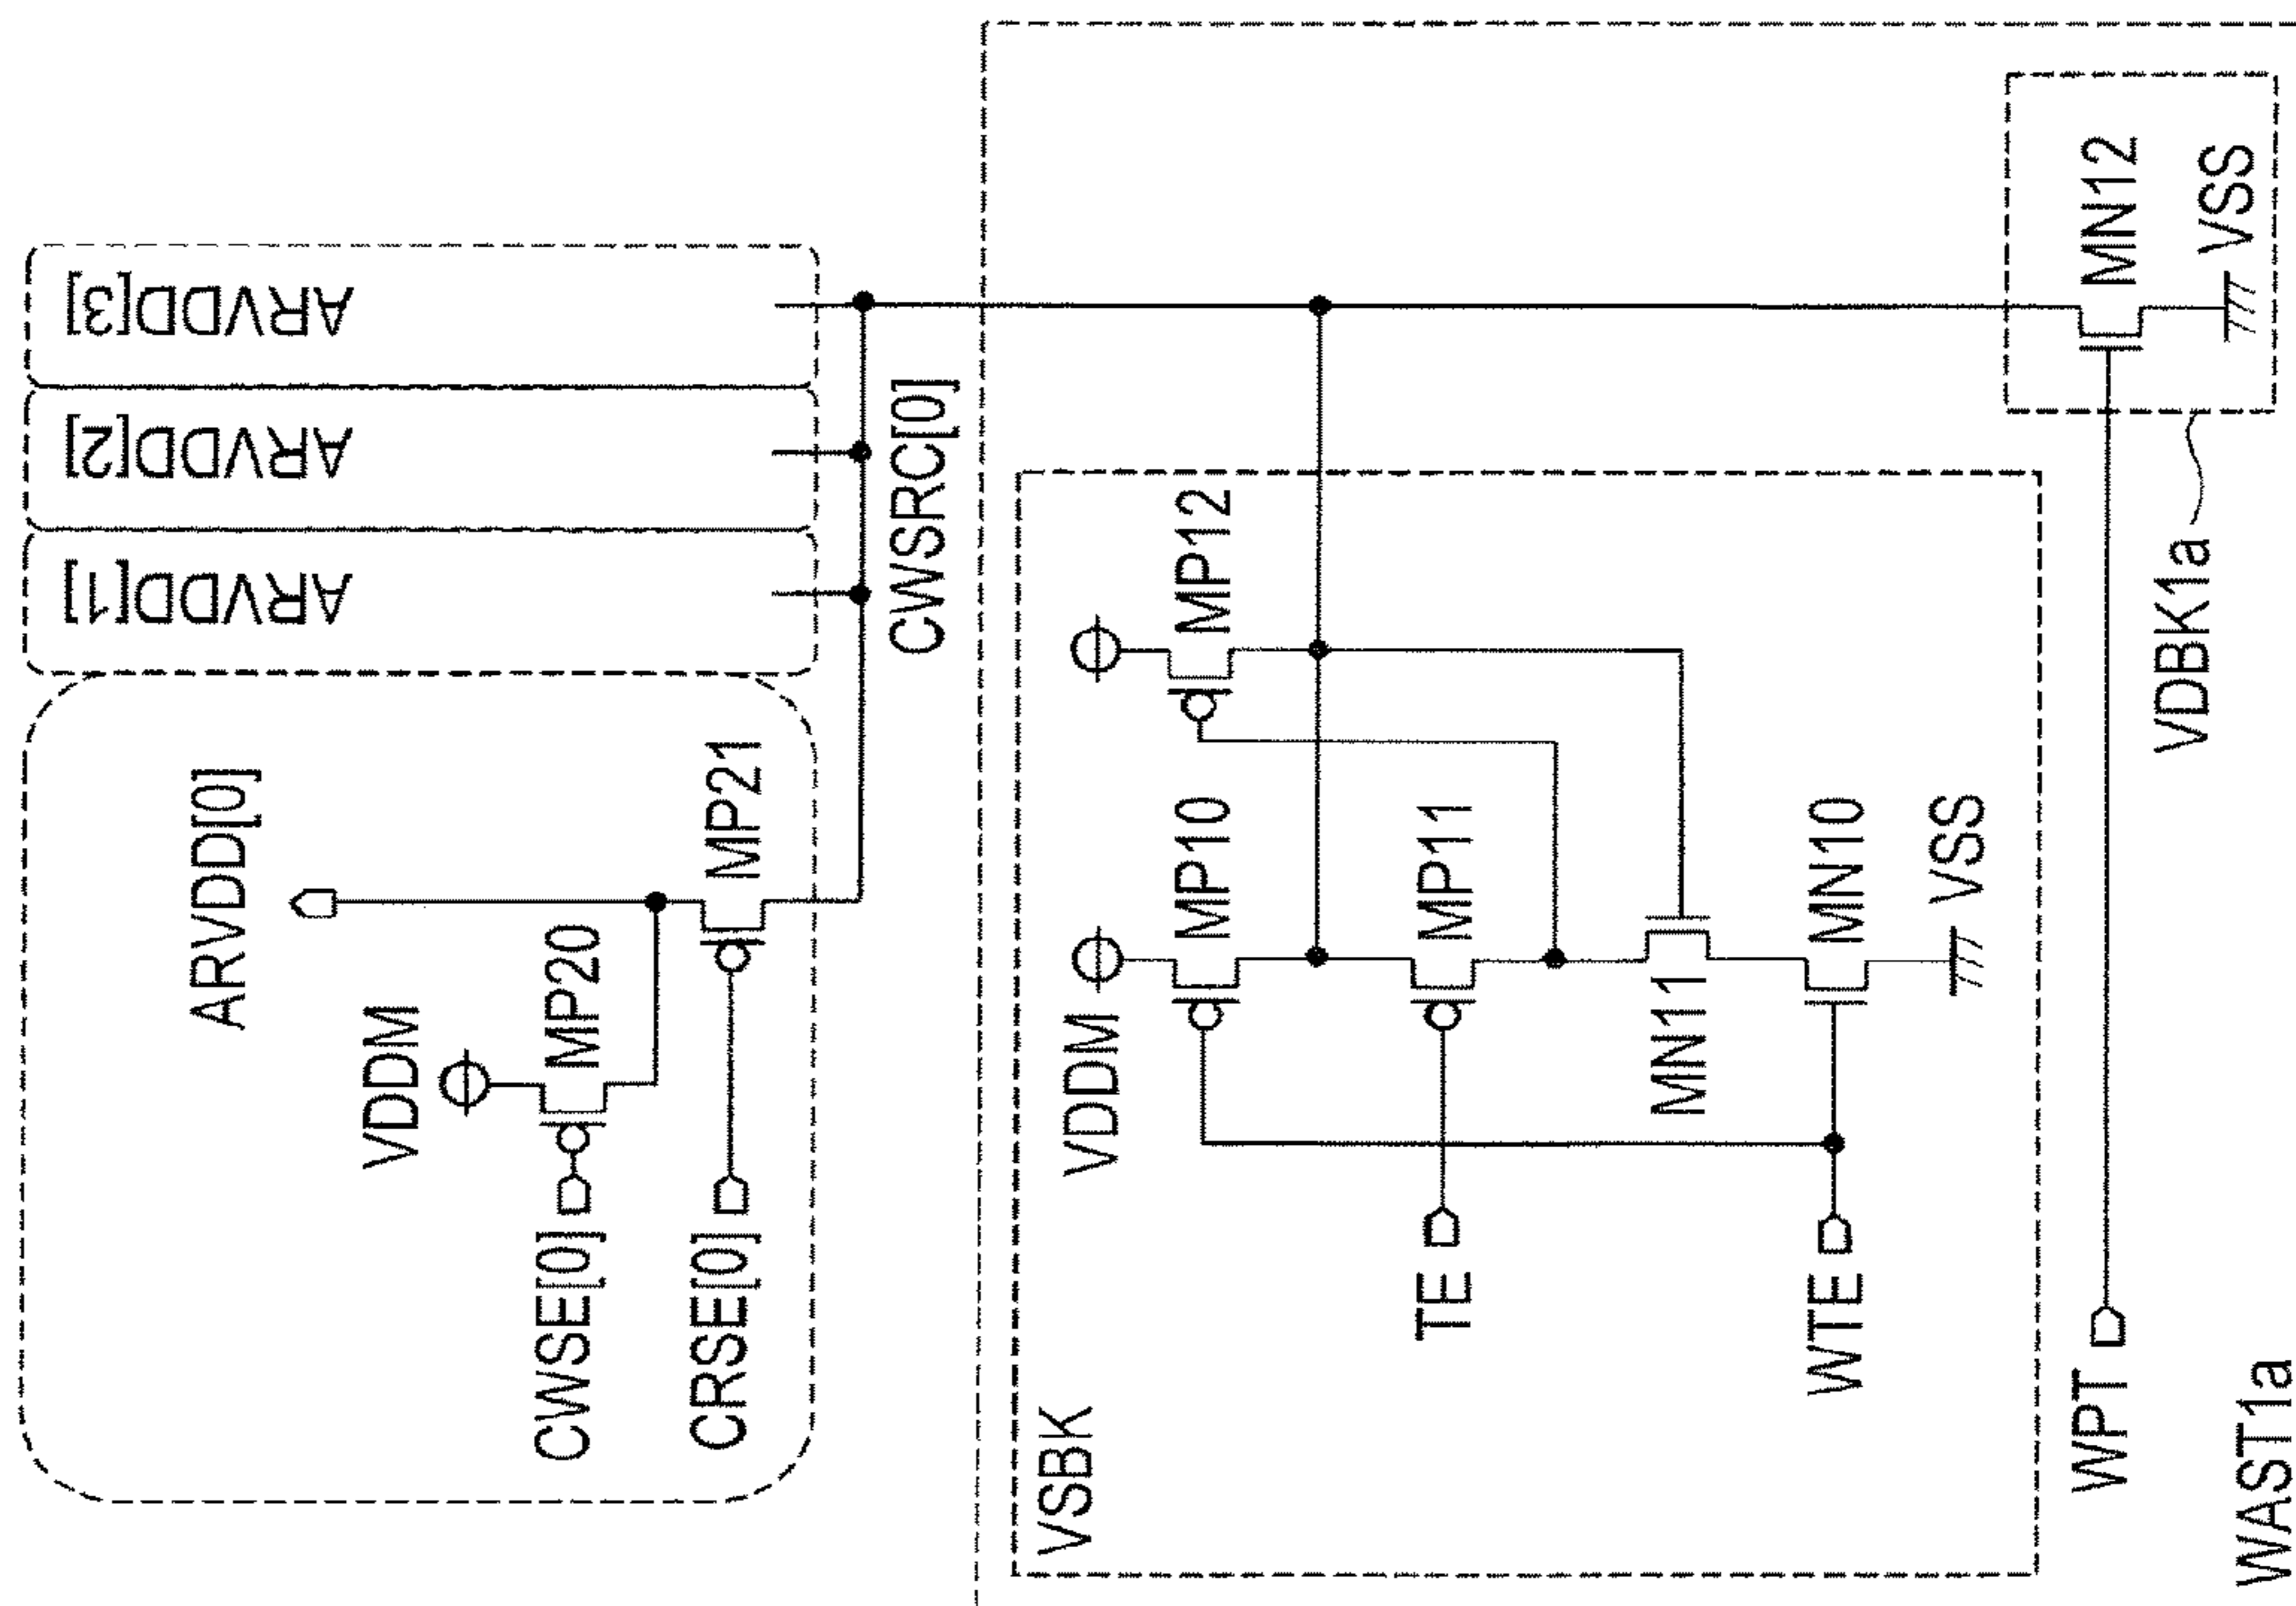 ARVDD[0]
ARVDD[1]
ARVDD[2]
ARVDD[3]
VDDM
MP20
CWSE[0]
MP21
CRSE[0]
CWSRC[0]
VSBK
VDDM
MP10
MP12
TE
MP11
MN11
WTE
MN10
VSS
WPT
VDBK1a
MN12
VSS
WAST1a